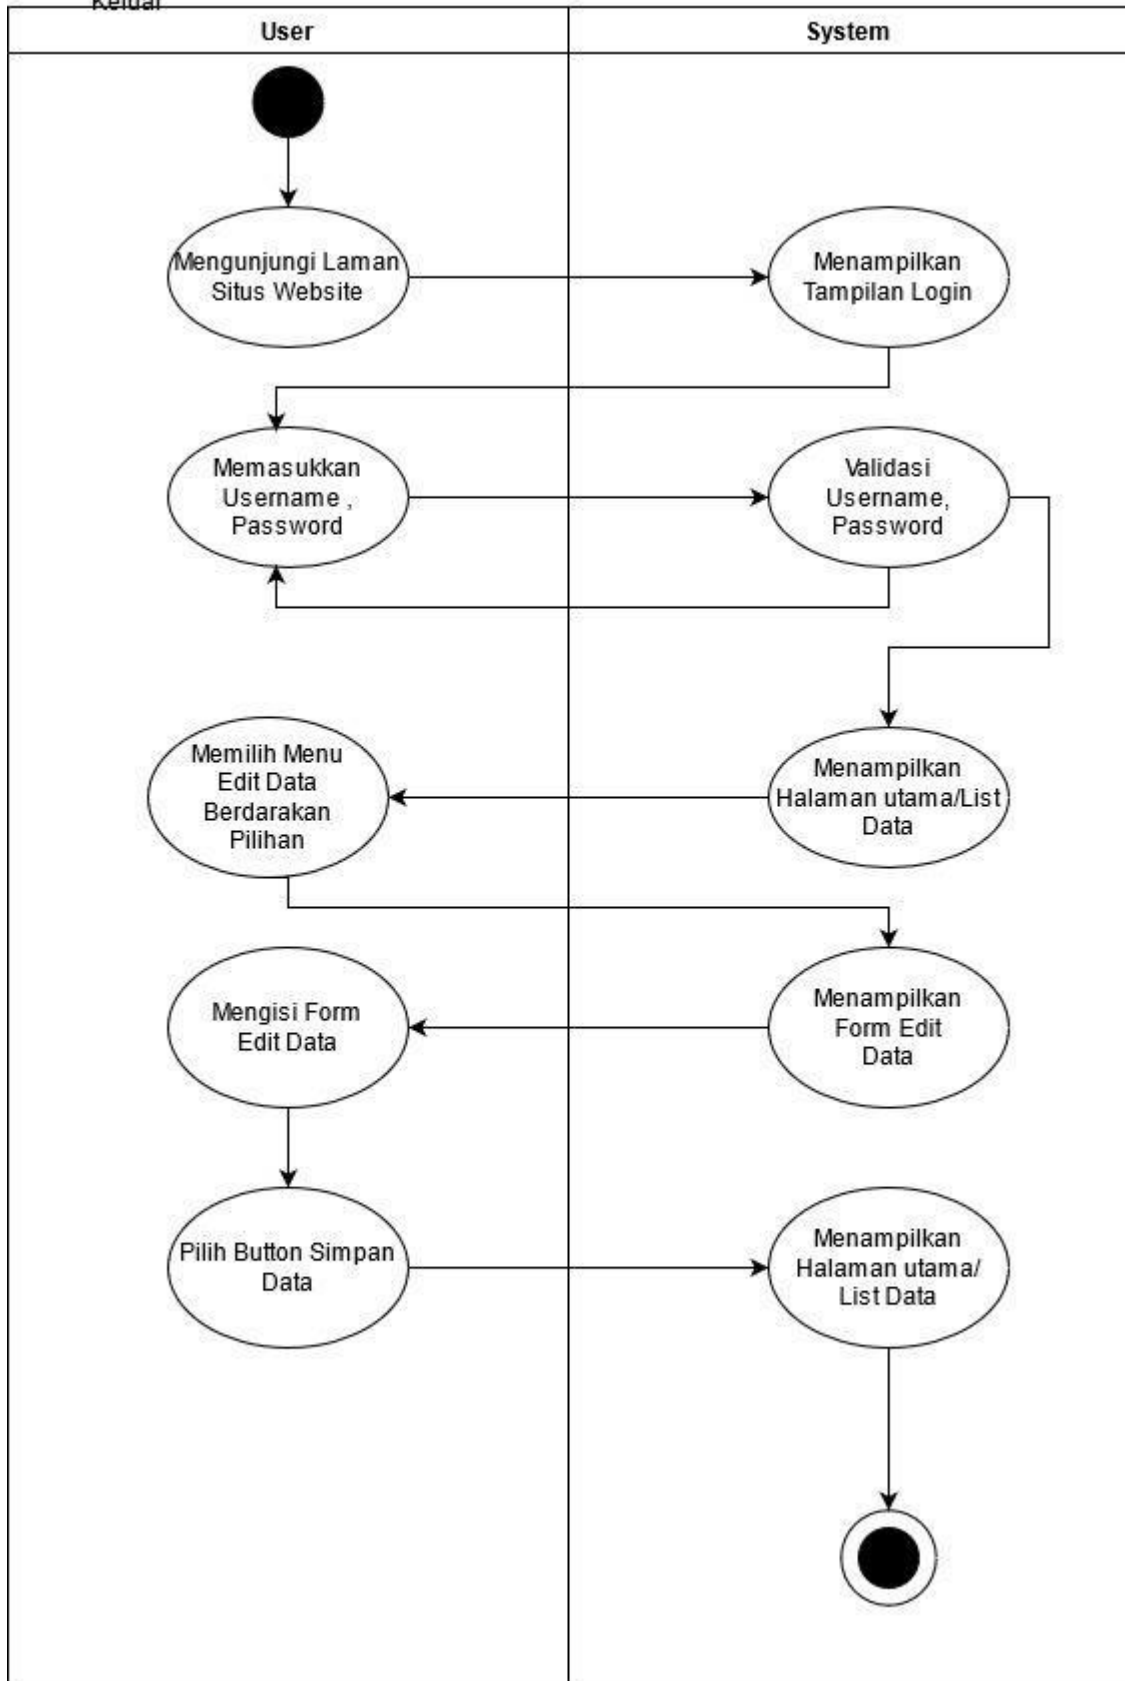 Keluar
User
System
Mengunjungi Laman
Situs Website
Menampilkan
Tampilan Login
Memasukkan
Username ,
Password
Validasi
Username,
Password
Menampilkan
Halaman utama/List
Data
Memilih Menu
Edit Data
Berdarakan
Pilihan
Menampilkan
Form Edit
Data
Mengisi Form
Edit Data
Pilih Button Simpan
Data
Menampilkan
Halaman utama/
List Data